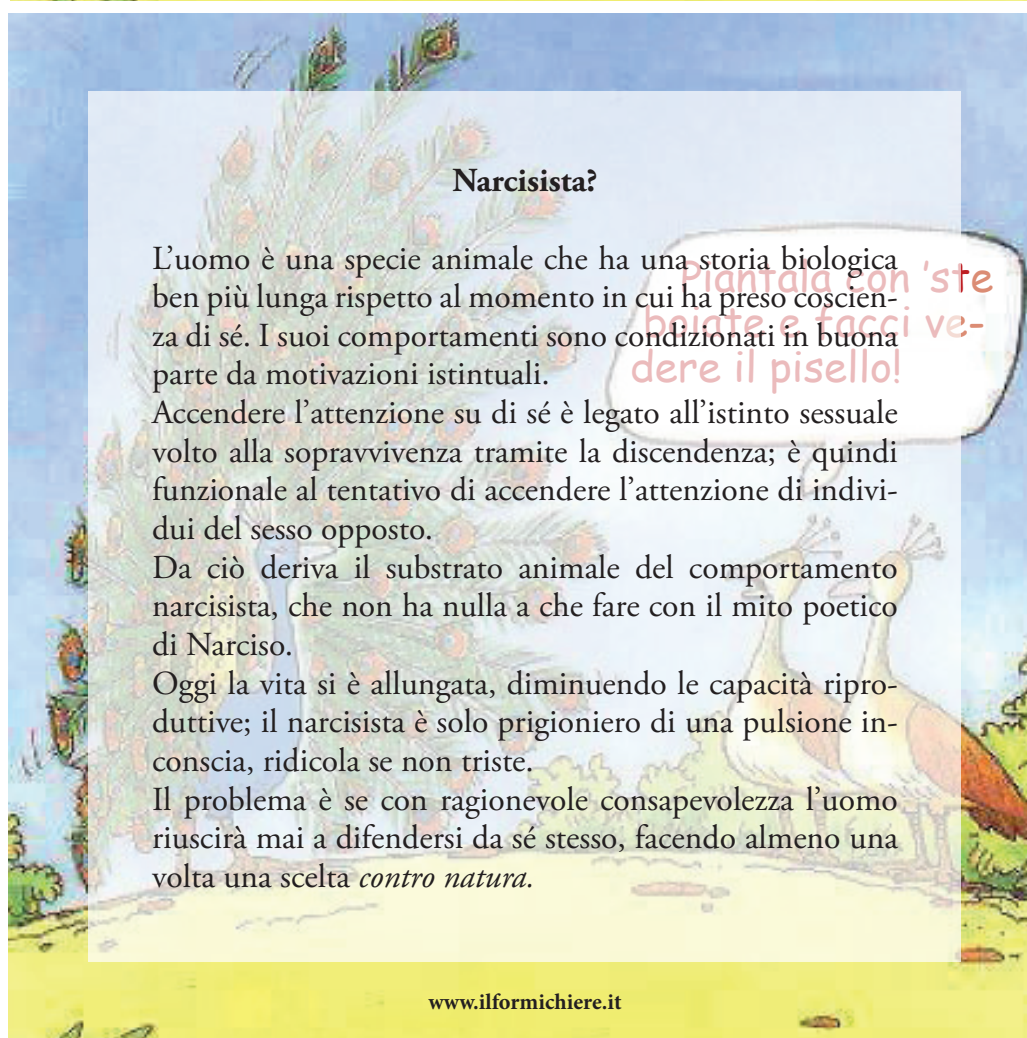 Narcisista?
L'uomo è una specie animale che ha una storia biologica
ben più lunga rispetto al momento in cui ha preso coscien-
za di sé. I suoi comportamenti sono condizionati in buona
parte da motivazioni istintuali.
Accendere l'attenzione su di sé è legato all'istinto sessuale
volto alla sopravvivenza tramite la discendenza; è quindi
funzionale al tentativo di accendere l'attenzione di indivi-
dui del sesso opposto.
Da ciò deriva il substrato animale del comportamento
narcisista, che non ha nulla a che fare con il mito poetico
di Narciso.
Oggi la vita si è allungata, diminuendo le capacità ripro-
duttive; il narcisista è solo prigioniero di una pulsione in-
conscia, ridicola se non triste.
Il problema è se con ragionevole consapevolezza l'uomo
riuscirà mai a difendersi da sé stesso, facendo almeno una
volta una scelta contro natura.
Piantala con 'ste
boiate e facci ve-
dere il pisello!
www.ilformichiere.it